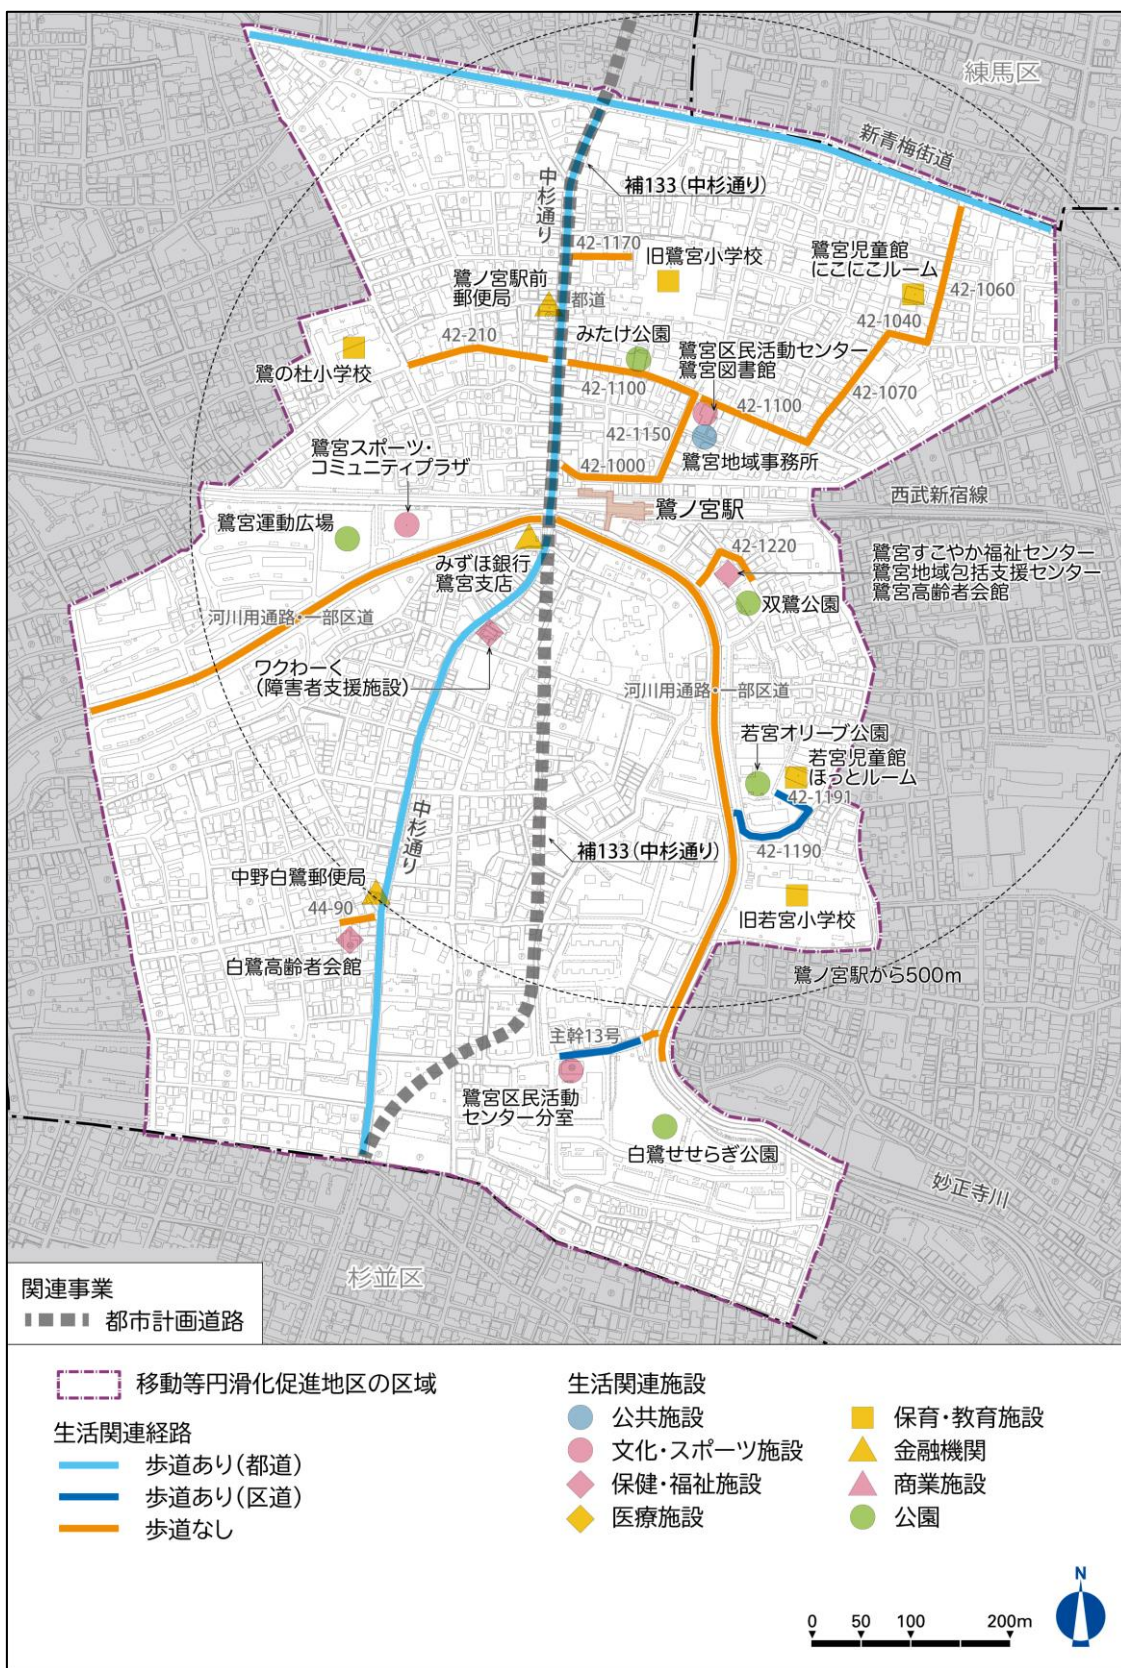 練馬区
新青梅街道
中杉通り
補133(中杉通り)
42-1170
旧鷺宮小学校
鷺宮児童館
にこにこルーム
42-1060
鷺ノ宮駅前
郵便局
都道
42-1040
42-210
みたけ公園
鷺宮区民活動センター
鷺宮図書館
鷺の杜小学校
42-1100
42-1100
42-1070
42-1150
鷺宮スポーツ・
コミュニティプラザ
42-1000
鷺宮地域事務所
西武新宿線
鷺ノ宮駅
鷺宮運動広場
42-1220
鷺宮すこやか福祉センター
鷺宮地域包括支援センター
鷺宮高齢者会館
みずほ銀行
鷺宮支店
双鷺公園
河川用通路・一部区道
ワクわーく
(障害者支援施設)
河川用通路・一部区道
若宮オリーブ公園
若宮児童館
ほっとルーム
42-1191
中杉通り
補133(中杉通り)
42-1190
中野白鷺郵便局
44-90
旧若宮小学校
白鷺高齢者会館
鷺ノ宮駅から500m
主幹13号
鷺宮区民活動
センター分室
白鷺せせらぎ公園
妙正寺川
杉並区
関連事業
都市計画道路
移動等円滑化促進地区の区域
生活関連経路
歩道あり(都道)
歩道あり(区道)
歩道なし
生活関連施設
公共施設
文化・スポーツ施設
保健・福祉施設
医療施設
保育・教育施設
金融機関
商業施設
公園
N
0 50 100 200m